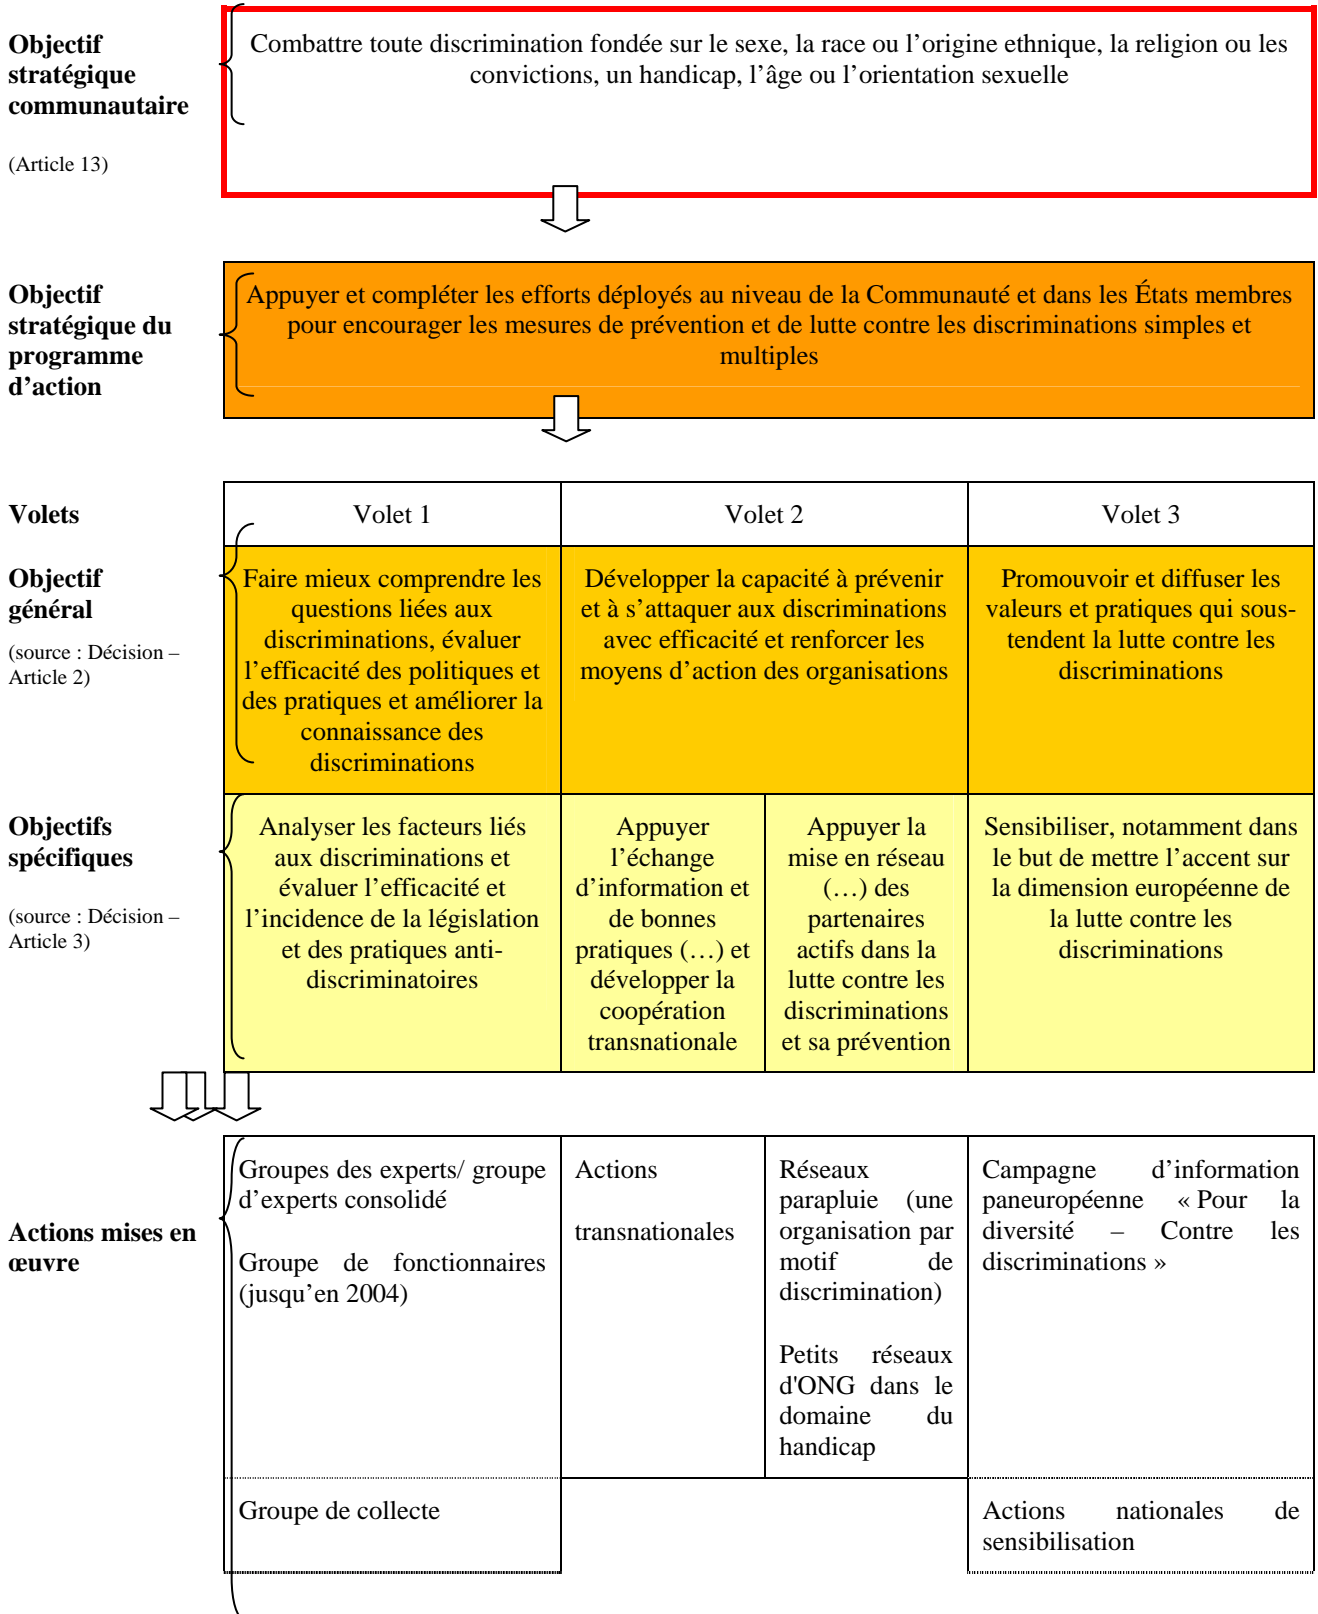 Objectif
stratégique
communautaire
(Article 13)
Combattre toute discrimination fondée sur le sexe, la race ou l’origine ethnique, la religion ou les
convictions, un handicap, l’âge ou l’orientation sexuelle
Objectif
stratégique du
programme
d’action
Appuyer et compléter les efforts déployés au niveau de la Communauté et dans les États membres
pour encourager les mesures de prévention et de lutte contre les discriminations simples et
multiples
Volets
Volet 1
Volet 2
Volet 3
Objectif
général
(source : Décision –
Article 2)
Faire mieux comprendre les
questions liées aux
discriminations, évaluer
l’efficacité des politiques et
des pratiques et améliorer la
connaissance des
discriminations
Développer la capacité à prévenir
et à s’attaquer aux discriminations
avec efficacité et renforcer les
moyens d’action des organisations
Promouvoir et diffuser les
valeurs et pratiques qui sous-
tendent la lutte contre les
discriminations
Objectifs
spécifiques
(source : Décision –
Article 3)
Analyser les facteurs liés
aux discriminations et
évaluer l’efficacité et
l’incidence de la législation
et des pratiques anti-
discriminatoires
Appuyer
l’échange
d’information et
de bonnes
pratiques (…) et
développer la
coopération
transnationale
Appuyer la
mise en réseau
(…) des
partenaires
actifs dans la
lutte contre les
discriminations
et sa prévention
Sensibiliser, notamment dans
le but de mettre l’accent sur
la dimension européenne de
la lutte contre les
discriminations
Actions mises en
œuvre
Groupes des experts/ groupe
d’experts consolidé
Groupe de fonctionnaires
(jusqu’en 2004)
Actions
transnationales
Réseaux
parapluie (une
organisation par
motif de
discrimination)
Petits réseaux
d'ONG dans le
domaine du
handicap
Campagne d’information
paneuropéenne « Pour la
diversité – Contre les
discriminations »
Groupe de collecte
Actions nationales de
sensibilisation